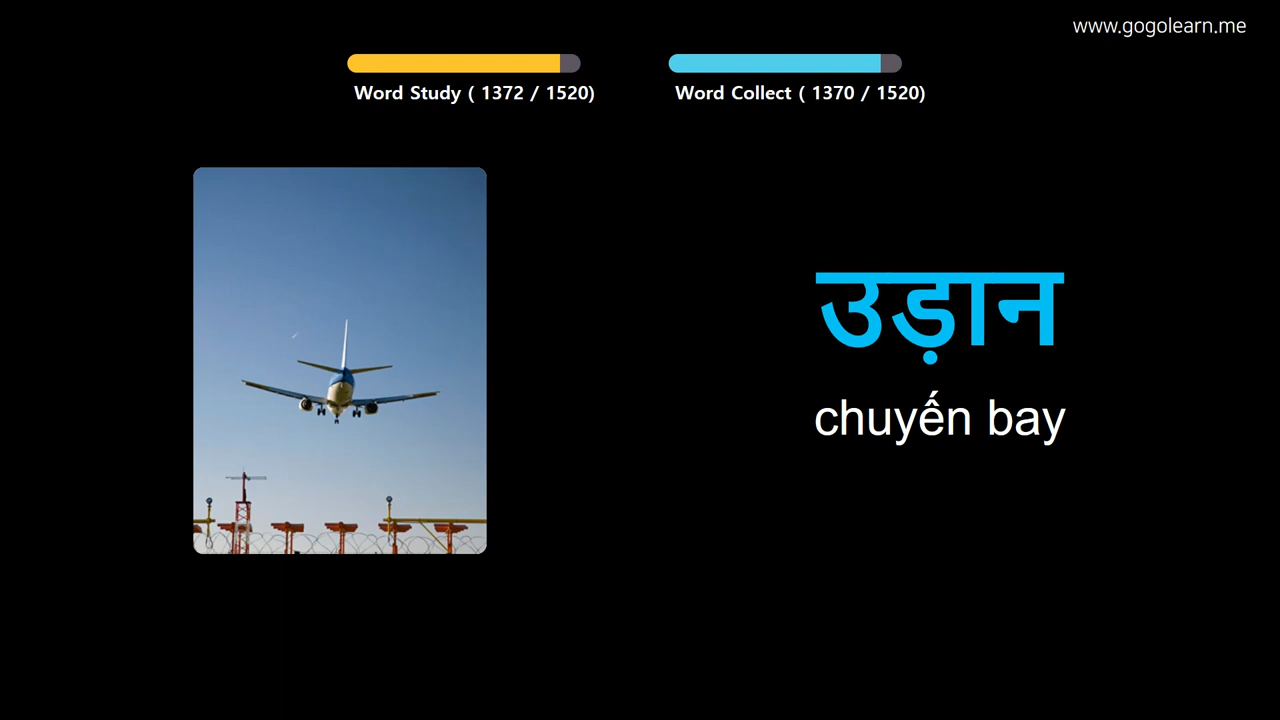 www.gogolearn.me
Word Study ( 1372 / 1520)
Word Collect ( 1370 / 1520)
उड़ान
chuyến bay